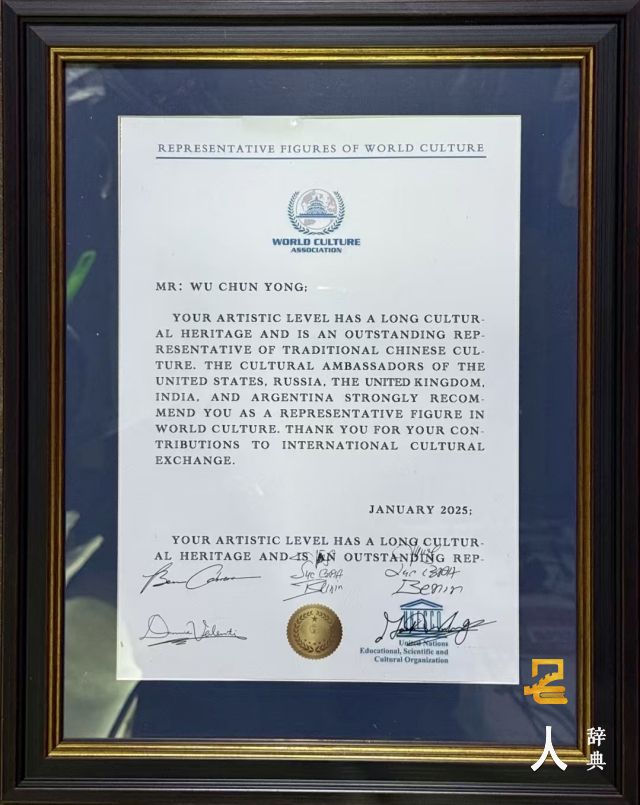 REPRESENTATIVE FIGURES OF WORLD CULTURE
WORLD CULTURE
ASSOCIATION
MR: WU CHUN YONG;
YOUR ARTISTIC LEVEL HAS A LONG CULTUR-
AL HERITAGE AND IS AN OUTSTANDING REP-
RESENTATIVE OF TRADITIONAL CHINESE CUL-
TURE. THE CULTURAL AMBASSADORS OF THE
UNITED STATES, RUSSIA, THE UNITED KINGDOM,
INDIA, AND ARGENTINA STRONGLY RECOM-
MEND YOU AS A REPRESENTATIVE FIGURE IN
WORLD CULTURE. THANK YOU FOR YOUR CON-
TRIBUTIONS TO INTERNATIONAL CULTURAL
EXCHANGE.
JANUARY 2025;
YOUR ARTISTIC LEVEL HAS A LONG CULTUR-
AL HERITAGE AND IS AN OUTSTANDING REP-
Benin
UNESCO
United Nations
Educational, Scientific and
Cultural Organization
人
辞典